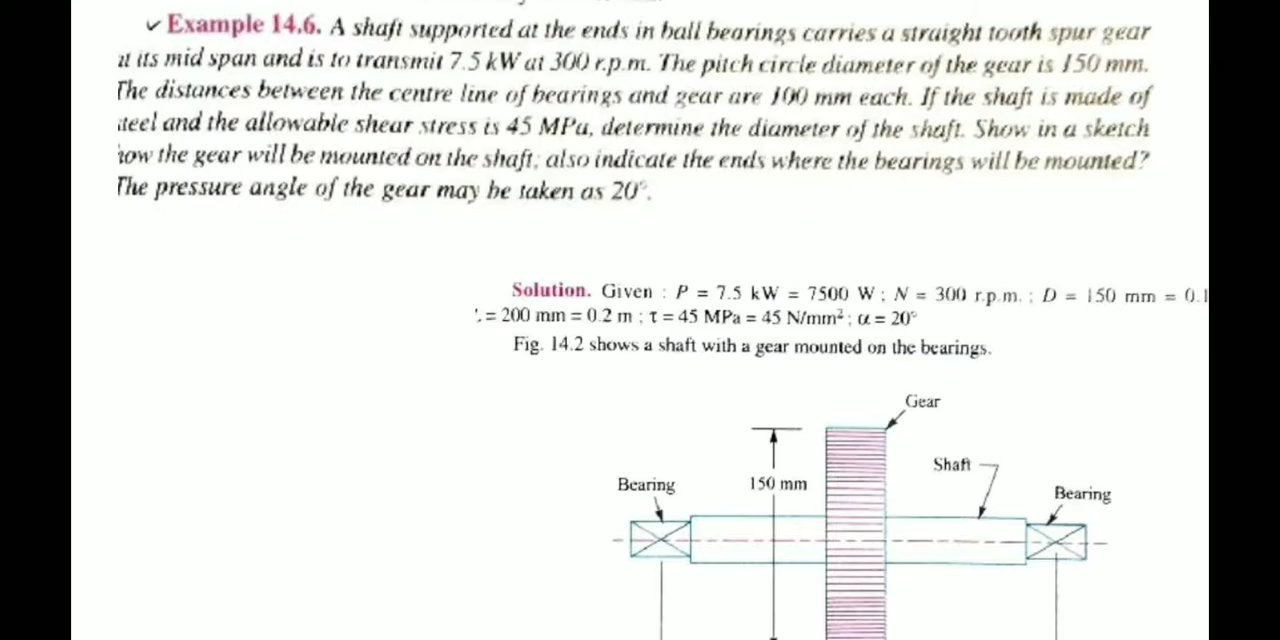 ✓ Example 14.6. A shaft supported at the ends in ball bearings carries a straight tooth spur gear
at its mid span and is to transmit 7.5 kW at 300 r.p.m. The pitch circle diameter of the gear is 150 mm.
The distances between the centre line of bearings and gear are 100 mm each. If the shaft is made of
steel and the allowable shear stress is 45 MPa, determine the diameter of the shaft. Show in a sketch
how the gear will be mounted on the shaft; also indicate the ends where the bearings will be mounted?
The pressure angle of the gear may be taken as 20°.
Solution. Given : P = 7.5 kW = 7500 W ; N = 300 r.p.m. ; D = 150 mm = 0.1
= 200 mm = 0.2 m ; τ = 45 MPa = 45 N/mm² ; α = 20°
Fig. 14.2 shows a shaft with a gear mounted on the bearings.
Gear
Shaft
Bearing
150 mm
Bearing